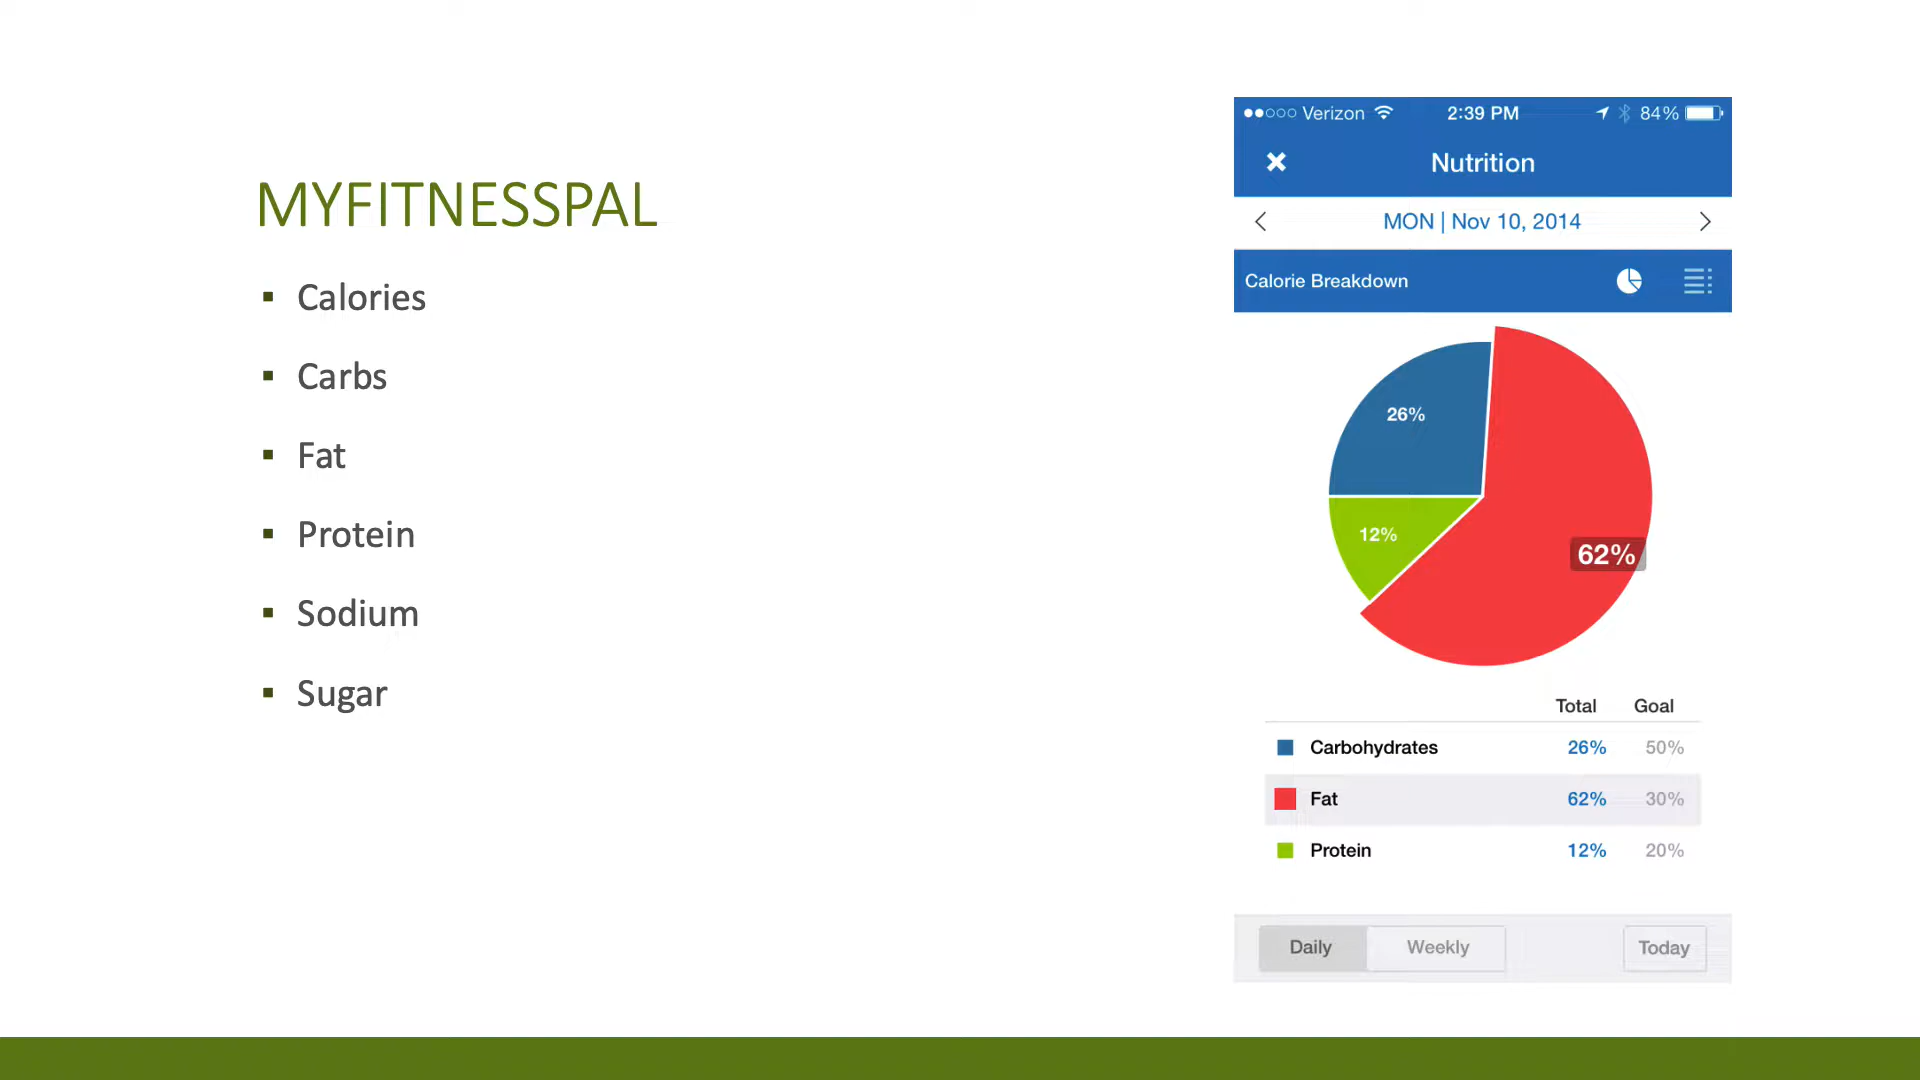 MYFITNESSPAL
▪ Calories
▪ Carbs
▪ Fat
▪ Protein
▪ Sodium
▪ Sugar
Verizon 2:39 PM 84%
Nutrition
MON | Nov 10, 2014
Calorie Breakdown
26%
12%
62%
Total Goal
Carbohydrates 26% 50%
Fat 62% 30%
Protein 12% 20%
Daily Weekly Today